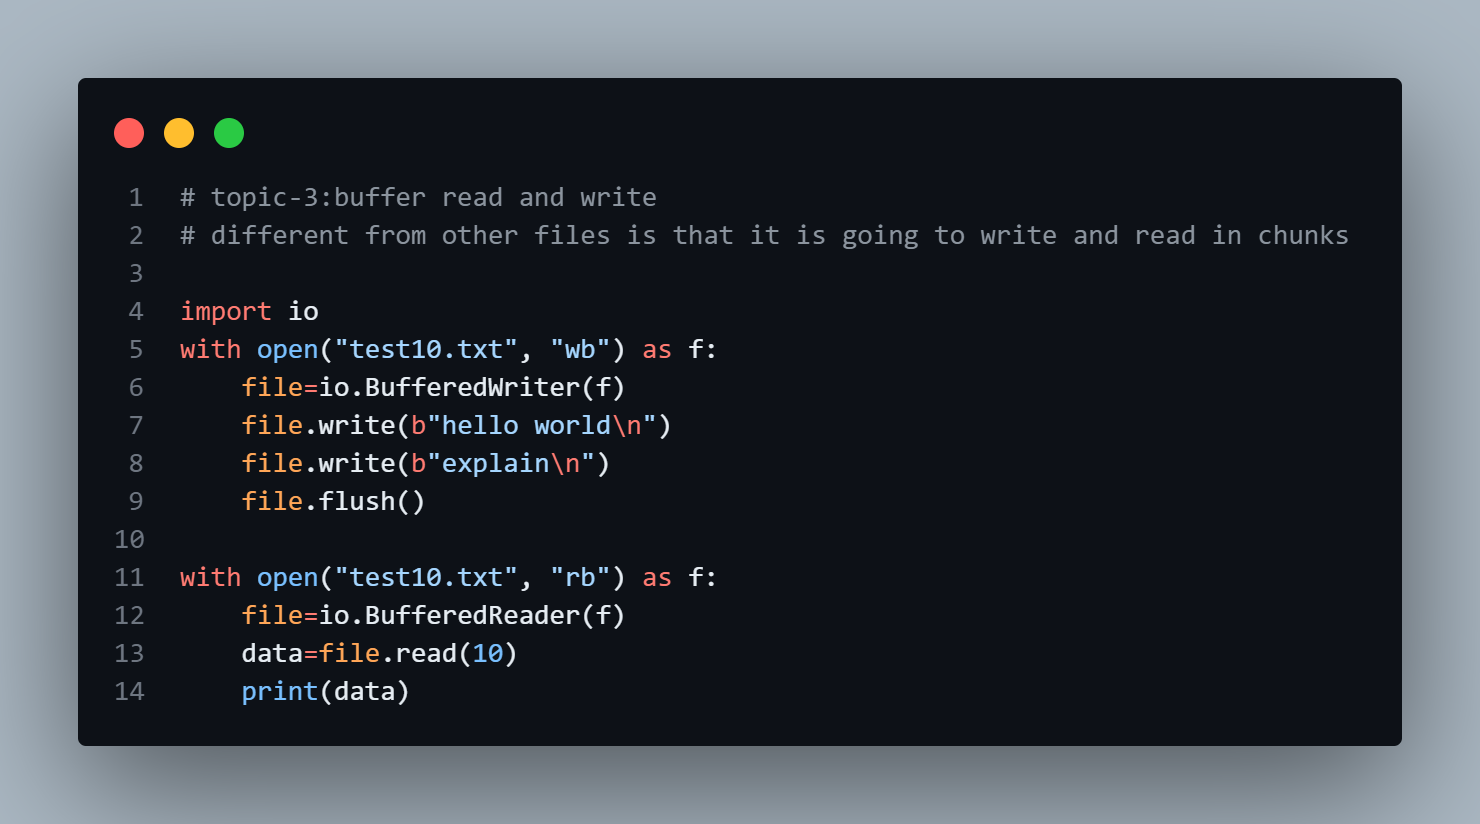 1 # topic-3:buffer read and write
2 # different from other files is that it is going to write and read in chunks
3
4 import io
5 with open("test10.txt", "wb") as f:
6     file=io.BufferedWriter(f)
7     file.write(b"hello world\n")
8     file.write(b"explain\n")
9     file.flush()
10
11 with open("test10.txt", "rb") as f:
12     file=io.BufferedReader(f)
13     data=file.read(10)
14     print(data)